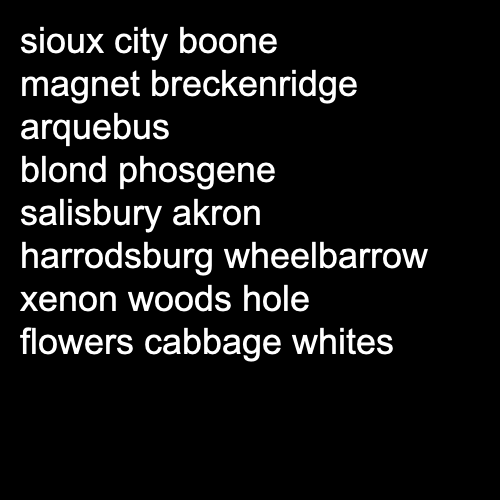 sioux city boone
magnet breckenridge
arquebus
blond phosgene
salisbury akron
harrodsburg wheelbarrow
xenon woods hole
flowers cabbage whites